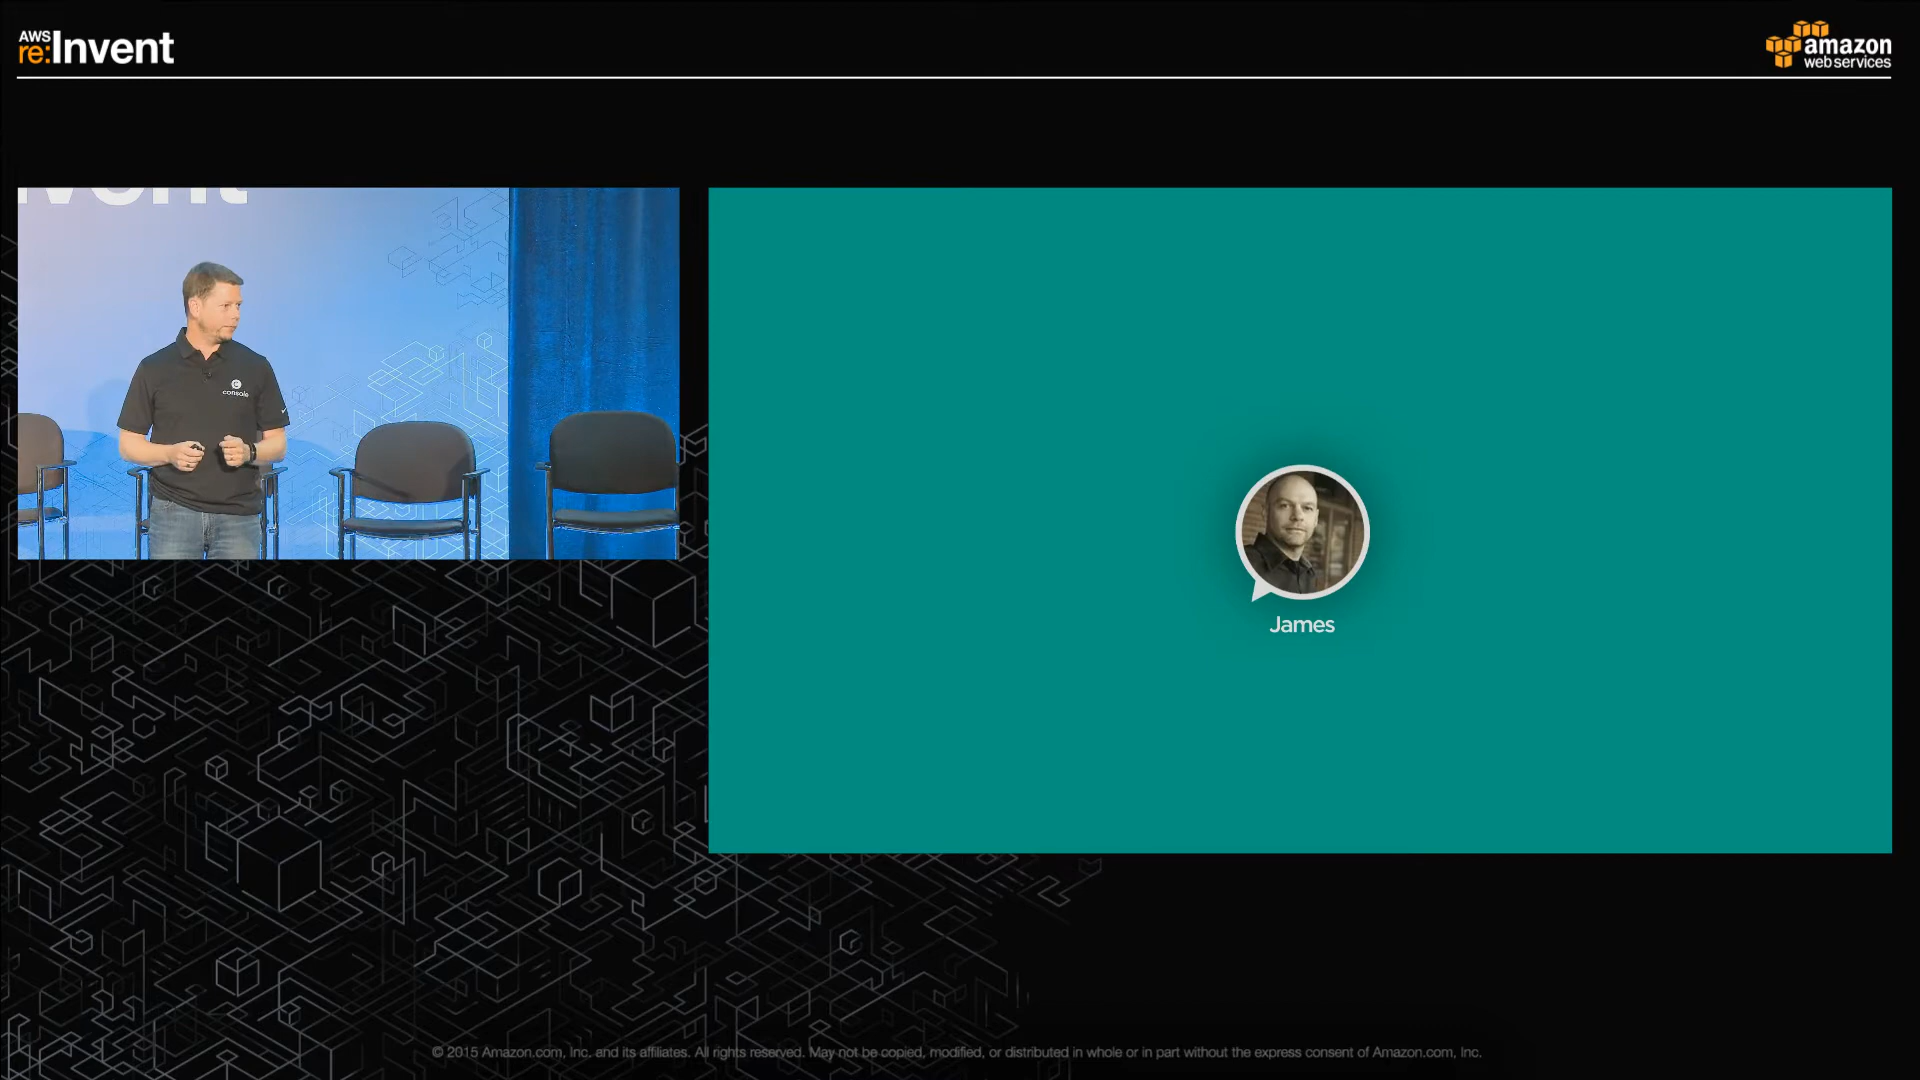 AWS
re:Invent
amazon
web services
console
James
© 2015 Amazon.com, Inc. and its affiliates. All rights reserved. May not be copied, modified, or distributed in whole or in part without the express consent of Amazon.com, Inc.